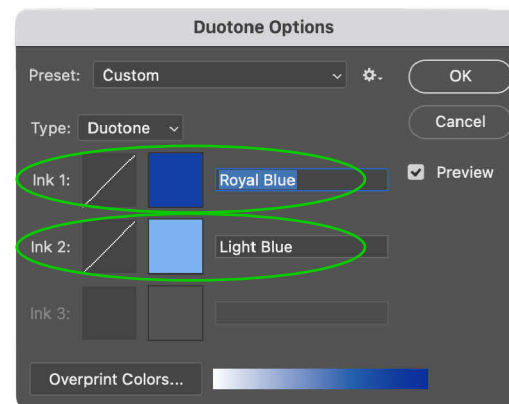 Duotone Options
Preset: Custom
OK
Cancel
Type: Duotone
Preview
Ink 1: Royal Blue
Ink 2: Light Blue
Ink 3:
Overprint Colors...